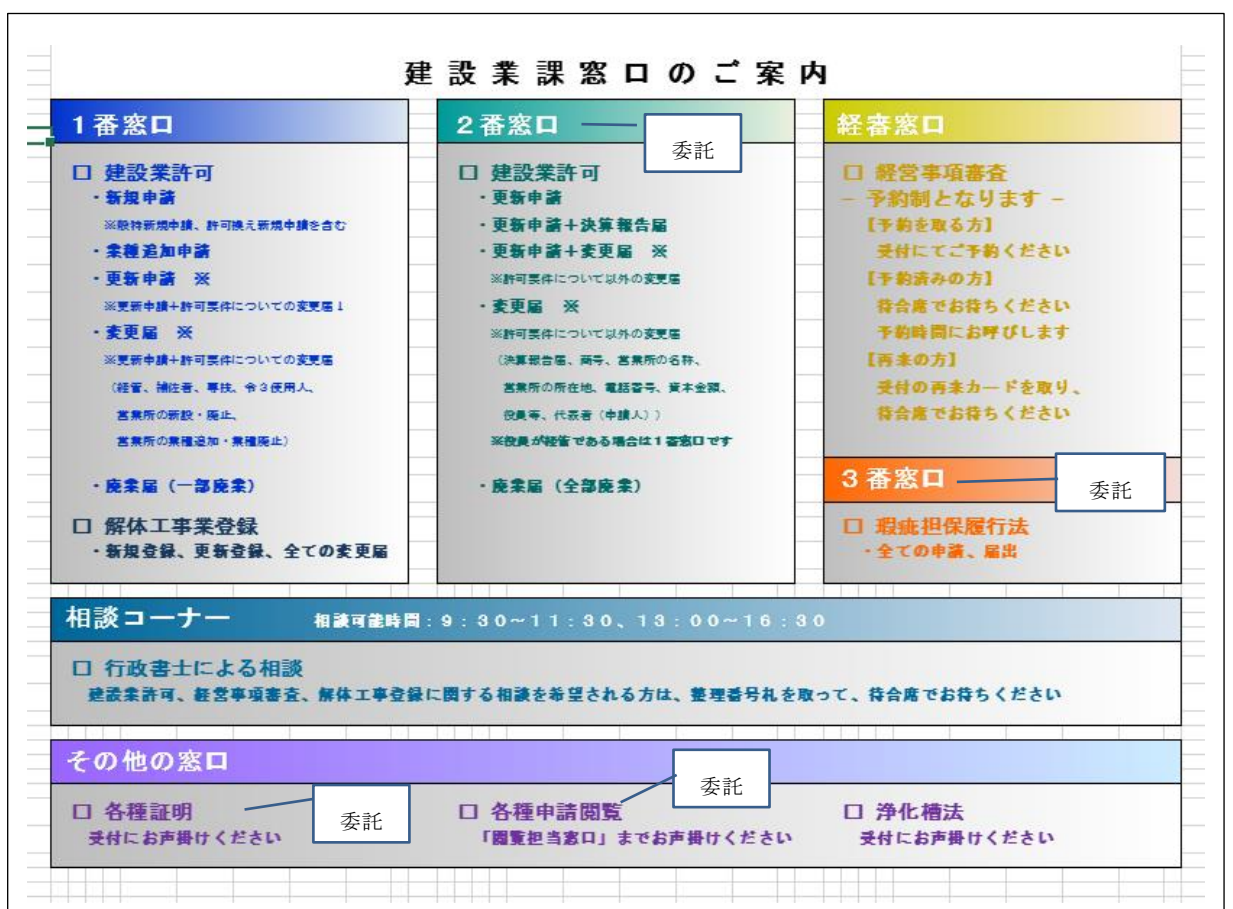 建設業課窓口のご案内
1番窓口
□ 建設業許可
・新規申請
※般特新規申請、許可換え新規申請を含む
・業種追加申請
・更新申請 ※
※更新申請+許可要件についての変更届↓
・変更届 ※
※更新申請+許可要件についての変更届
(経管、補佐者、専技、令3使用人、
営業所の新設・廃止、
営業所の業種追加・業種廃止)
・廃業届(一部廃業)
□ 解体工事業登録
・新規登録、更新登録、全ての変更届
2番窓口
委託
□ 建設業許可
・更新申請
・更新申請+決算報告届
・更新申請+変更届 ※
※許可要件について以外の変更届
・変更届 ※
※許可要件について以外の変更届
(決算報告届、商号、営業所の名称、
営業所の所在地、電話番号、資本金額、
役員等、代表者(申請人))
※役員が経管である場合は1番窓口です
・廃業届(全部廃業)
経審窓口
□ 経営事項審査
- 予約制となります -
【予約を取る方】
受付にてご予約ください
【予約済みの方】
待合席でお待ちください
予約時間にお呼びします
【再来の方】
受付の再来カードを取り、
待合席でお待ちください
3番窓口
委託
□ 瑕疵担保履行法
・全ての申請、届出
相談コーナー 相談可能時間:9:30~11:30、13:00~16:30
□ 行政書士による相談
建設業許可、経営事項審査、解体工事登録に関する相談を希望される方は、整理番号札を取って、待合席でお待ちください
その他の窓口
□ 各種証明
委託
受付にお声掛けください
□ 各種申請閲覧
委託
「閲覧担当窓口」までお声掛けください
□ 浄化槽法
受付にお声掛けください